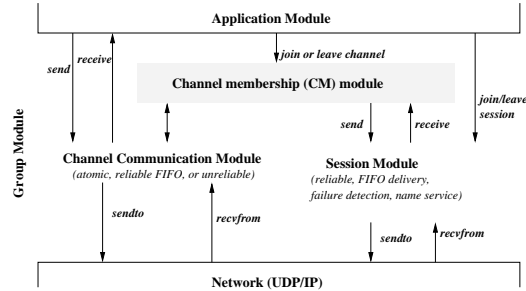 Application Module
send
receive
join or leave channel
Channel membership (CM) module
join/leave
session
send
receive
Group Module
Channel Communication Module
(atomic, reliable FIFO, or unreliable)
Session Module
(reliable, FIFO delivery,
failure detection, name service)
sendto
recvfrom
sendto
recvfrom
Network (UDP/IP)